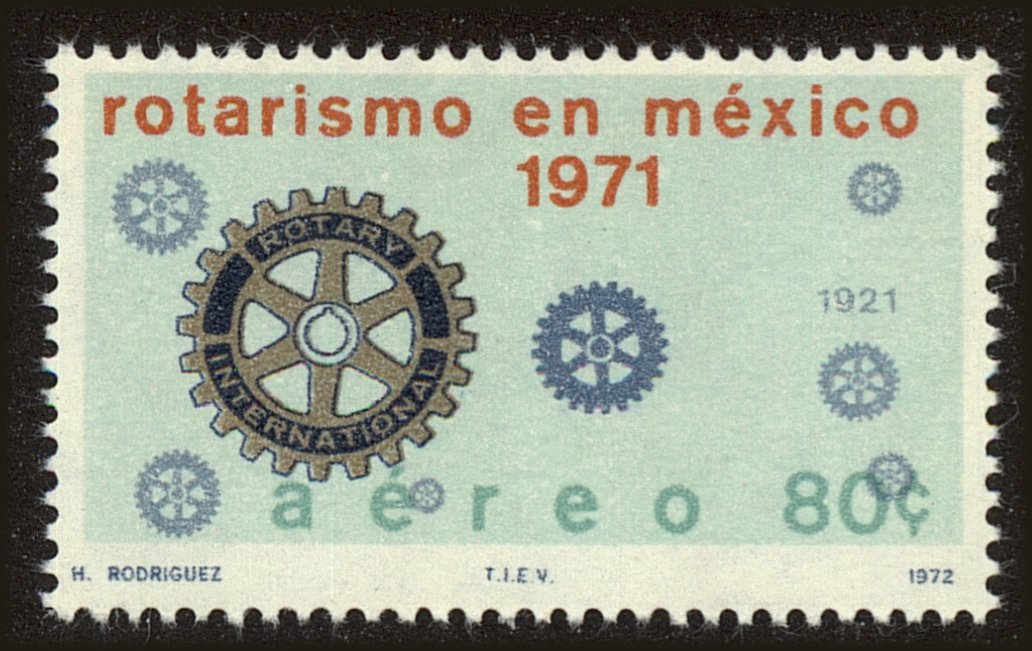 rotarismo en méxico
1971
ROTARY
INTERNATIONAL
1921
aéreo 80¢
H. RODRIGUEZ T.I.E.V. 1972